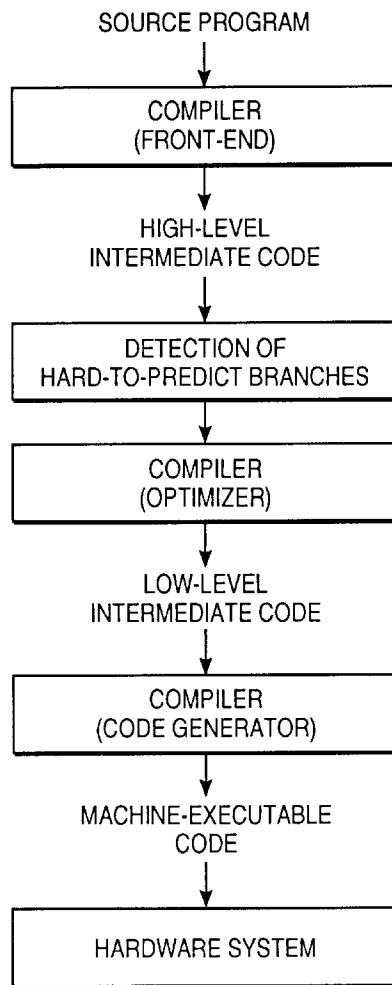 SOURCE PROGRAM
COMPILER
(FRONT-END)
HIGH-LEVEL
INTERMEDIATE CODE
DETECTION OF
HARD-TO-PREDICT BRANCHES
COMPILER
(OPTIMIZER)
LOW-LEVEL
INTERMEDIATE CODE
COMPILER
(CODE GENERATOR)
MACHINE-EXECUTABLE
CODE
HARDWARE SYSTEM